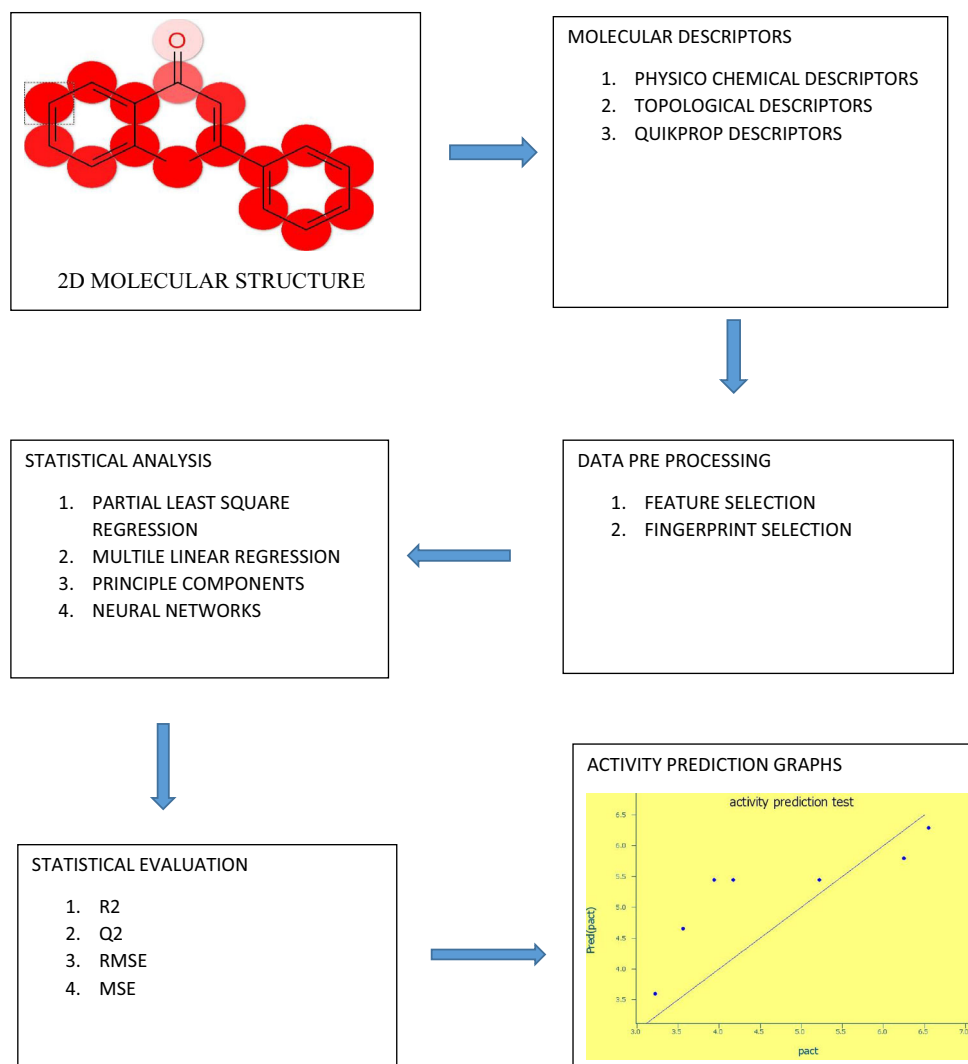 O
2D MOLECULAR STRUCTURE
MOLECULAR DESCRIPTORS
1. PHYSICO CHEMICAL DESCRIPTORS
2. TOPOLOGICAL DESCRIPTORS
3. QUIKPROP DESCRIPTORS
DATA PRE PROCESSING
1. FEATURE SELECTION
2. FINGERPRINT SELECTION
STATISTICAL ANALYSIS
1. PARTIAL LEAST SQUARE
REGRESSION
2. MULTILE LINEAR REGRESSION
3. PRINCIPLE COMPONENTS
4. NEURAL NETWORKS
STATISTICAL EVALUATION
1. R2
2. Q2
3. RMSE
4. MSE
ACTIVITY PREDICTION GRAPHS
activity prediction test
6.5
6.0
5.5
5.0
4.5
4.0
3.5
Pred(pact)
3.0 3.5 4.0 4.5 5.0 5.5 6.0 6.5 7.0
pact